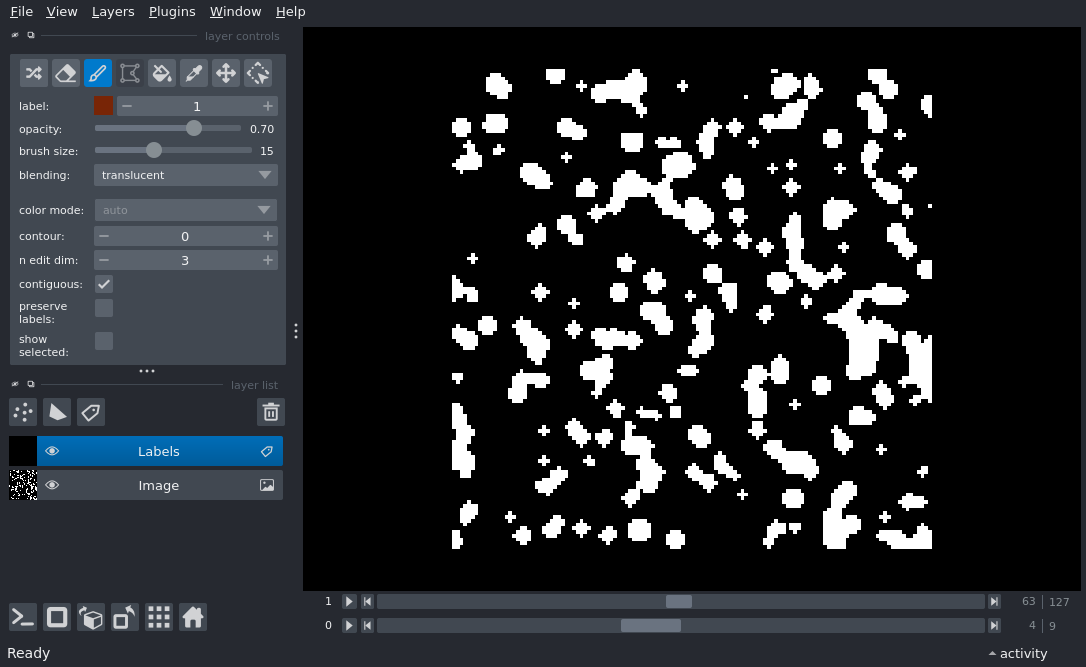 File View Layers Plugins Window Help
layer controls
label: 1
opacity: 0.70
brush size: 15
blending: translucent
color mode: auto
contour: 0
n edit dim: 3
contiguous:
preserve
labels:
show
selected:
layer list
Labels
Image
1 63 127
0 4 9
Ready activity